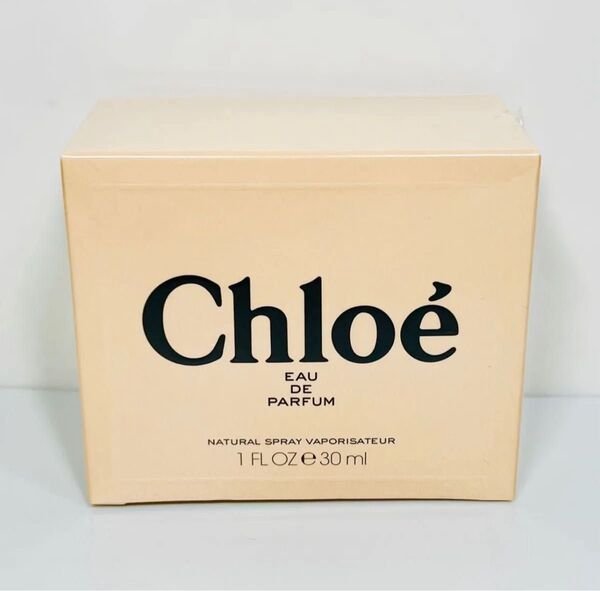 Chloé
EAU
DE
PARFUM
NATURAL SPRAY VAPORISATEUR
1 FL OZ ℮ 30 ml